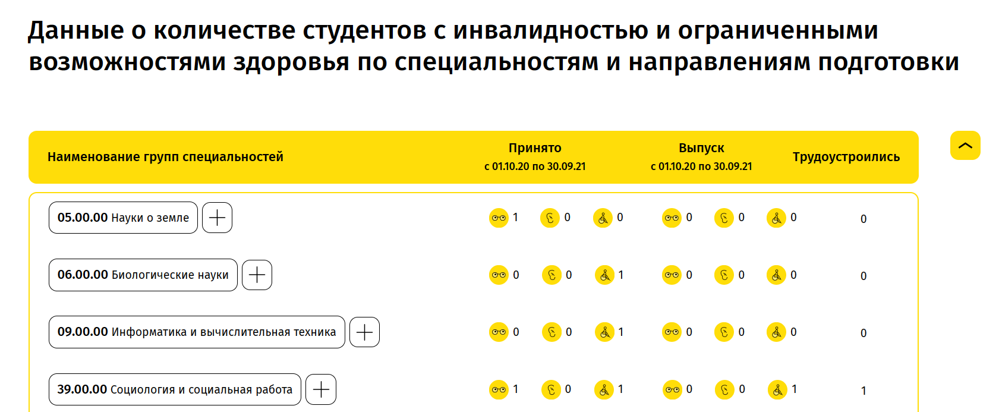 Данные о количестве студентов с инвалидностью и ограниченными
возможностями здоровья по специальностям и направлениям подготовки
Наименование групп специальностей
Принято
с 01.10.20 по 30.09.21
Выпуск
с 01.10.20 по 30.09.21
Трудоустроились
05.00.00 Науки о земле 1 0 0 0 0 0 0
06.00.00 Биологические науки 0 0 1 0 0 0 0
09.00.00 Информатика и вычислительная техника 0 0 1 0 0 0 0
39.00.00 Социология и социальная работа 1 0 1 0 0 1 1